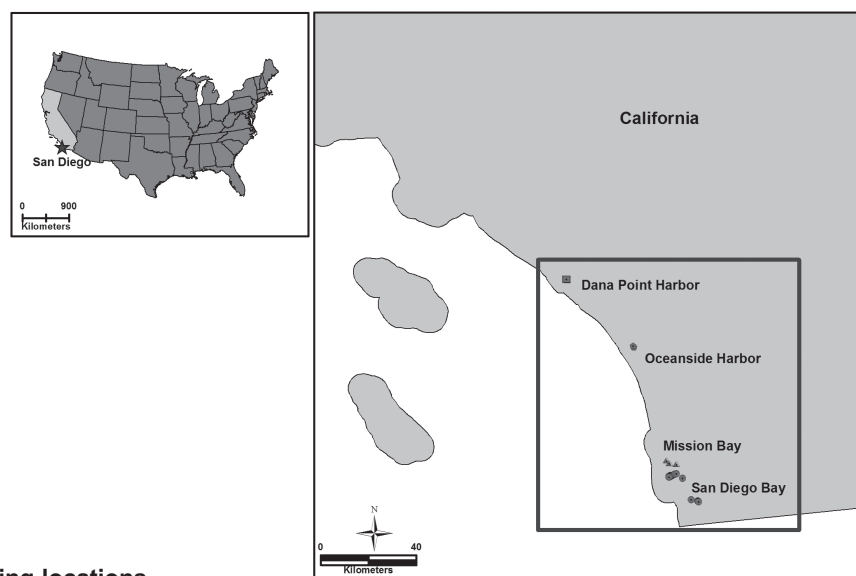 San Diego
0 900
Kilometers
California
Dana Point Harbor
Oceanside Harbor
Mission Bay
San Diego Bay
N
0 40
Kilometers
locations